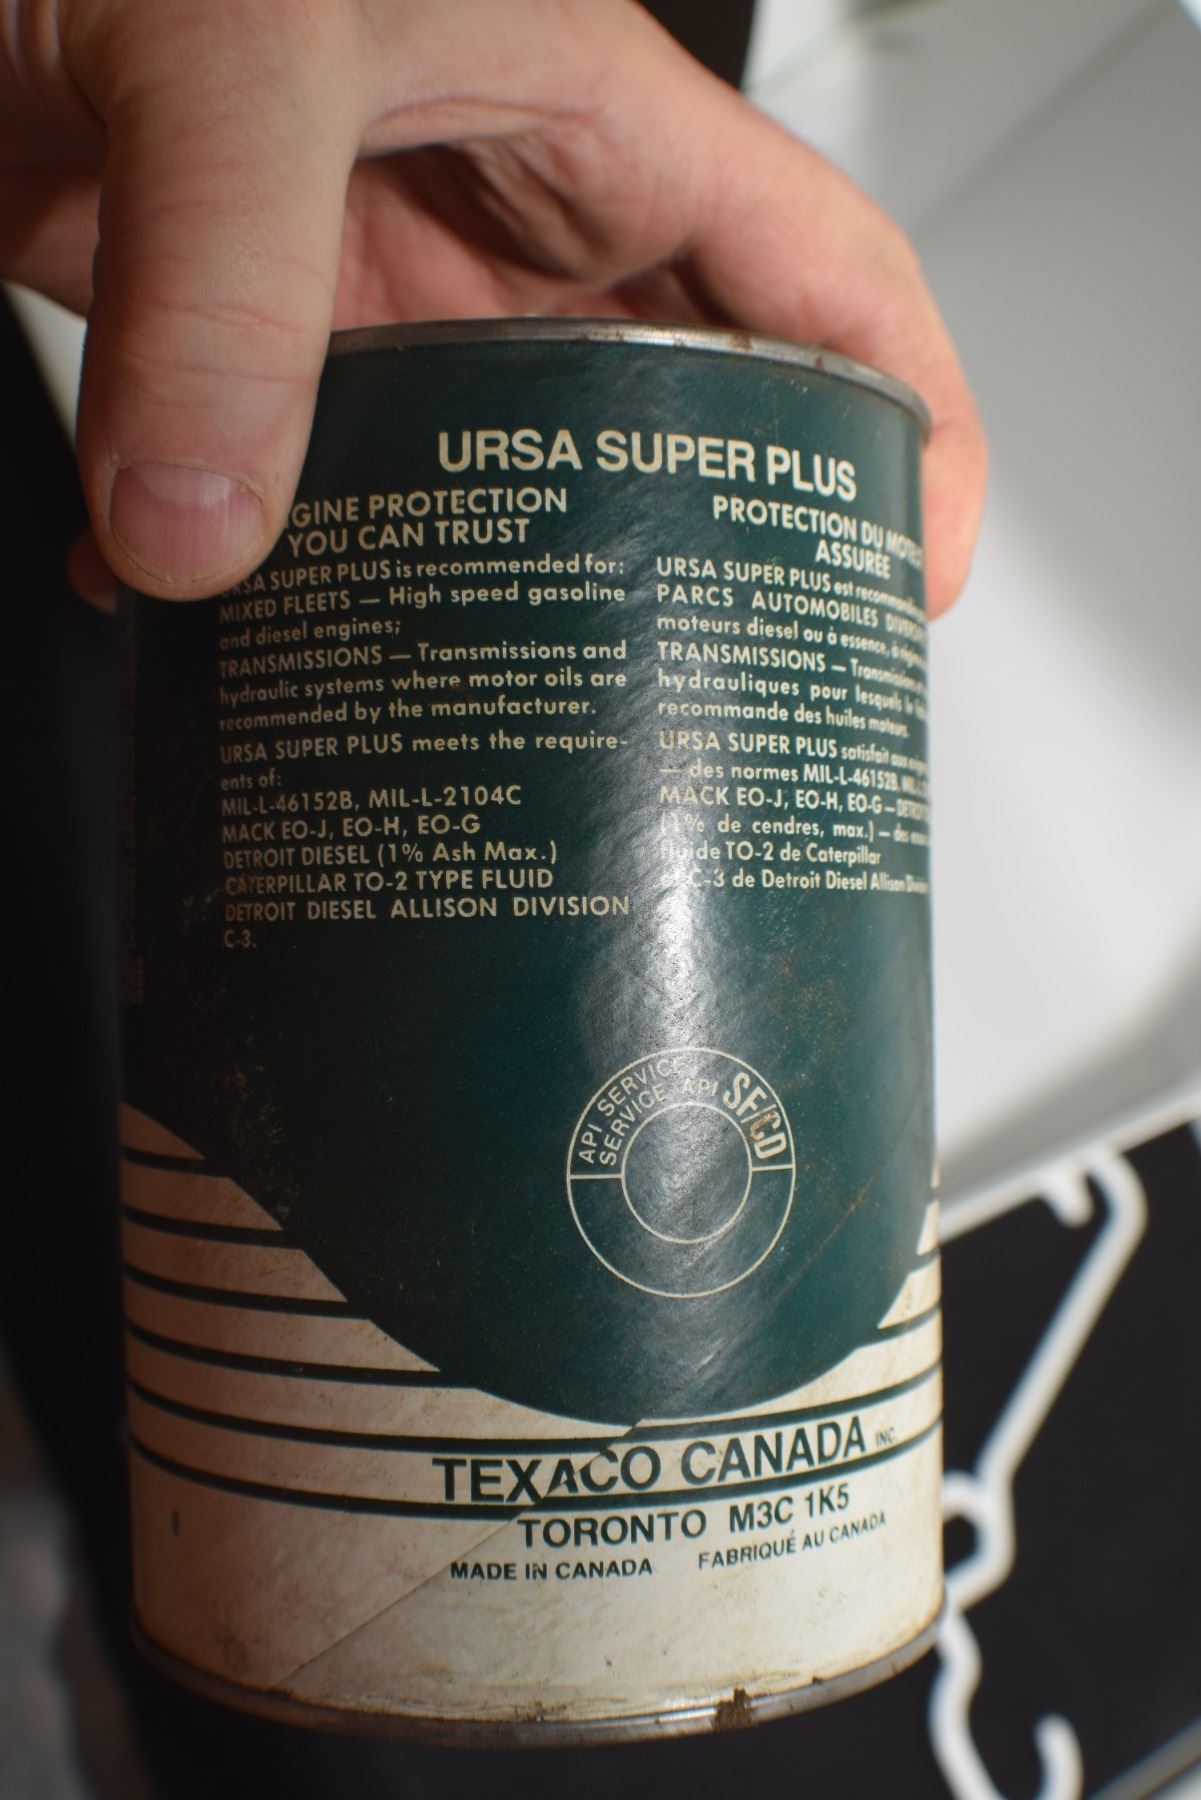 URSA SUPER PLUS
PROTECTION
YOU CAN TRUST
SUPER PLUS is recommended for:
MIXED FLEETS — High speed gasoline
and diesel engines;
TRANSMISSIONS — Transmissions and
hydraulic systems where motor oils are
recommended by the manufacturer.
URSA SUPER PLUS meets the require-
ents of:
MIL-L-46152B, MIL-L-2104C
MACK EO-J, EO-H, EO-G
DETROIT DIESEL (1% Ash Max.)
CATERPILLAR TO-2 TYPE FLUID
DETROIT DIESEL ALLISON DIVISION
C-3.
PROTECTION DU
ASSURÉE
URSA SUPER PLUS est
PARCS AUTOMOBILES
moteurs diesel ou à essence,
TRANSMISSIONS —
hydrauliques pour lesquels le
recommande des huiles moteurs.
URSA SUPER PLUS satisfait aux
— des normes MIL-L-46152B,
MACK EO-J, EO-H, EO-G —
(1% de cendres, max.) — des
fluide TO-2 de Caterpillar
C-3 de Detroit Diesel Allison
API SERVICE
SERVICE API SF/CD
TEXACO CANADA INC.
TORONTO M3C 1K5
MADE IN CANADA FABRIQUÉ AU CANADA